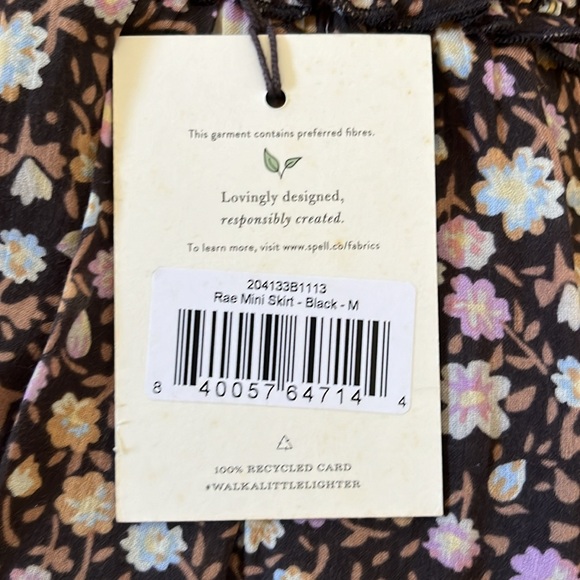 This garment contains preferred fibres.
Lovingly designed,
responsibly created.
To learn more, visit www.spell.co/fabrics
204133B1113
Rae Mini Skirt - Black - M
8 40057 64714 4
100% RECYCLED CARD
#WALKALITTLELIGHTER